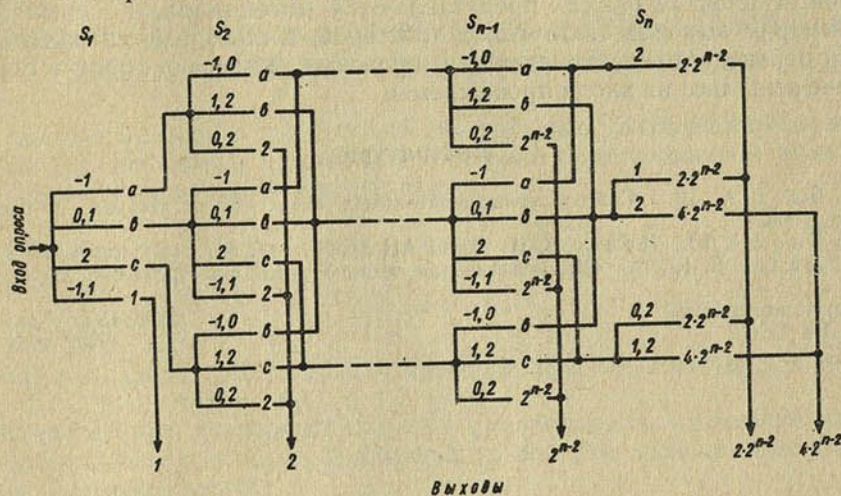 S₁ S₂ Sₙ₋₁ Sₙ
-1,0 а -1,0 а 2 2·2ⁿ⁻²
1,2 в 1,2 в
0,2 2 0,2 2ⁿ⁻²
-1 а -1 а 1 2·2ⁿ⁻²
-1 а
0,1 в 0,1 в 0,1 в 2 4·2ⁿ⁻²
Вход опроса
2 с 2 с 2 с
-1,1 1 -1,1 2 -1,1 2ⁿ⁻²
-1,0 в -1,0 в 0,2 2·2ⁿ⁻²
1,2 с 1,2 с 1,2 4·2ⁿ⁻²
0,2 2 0,2 2ⁿ⁻²
1 2 2ⁿ⁻² 2·2ⁿ⁻² 4·2ⁿ⁻²
Выходы